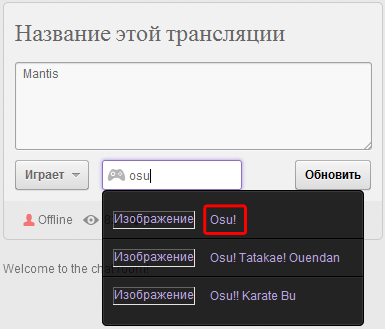 Название этой трансляции
Mantis
Играет
osu
Обновить
Изображение Osu!
Offline
Изображение Osu! Tatakae! Ouendan
Welcome to the chat room!
Изображение Osu!! Karate Bu